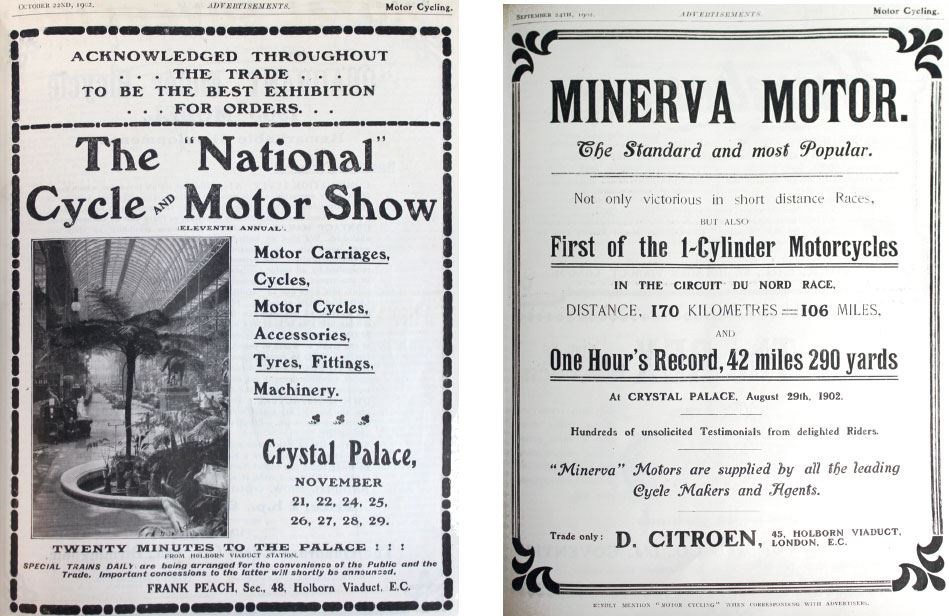 OCTOBER 22ND, 1902.
ADVERTISEMENTS.
Motor Cycling.
ACKNOWLEDGED THROUGHOUT
. . . THE TRADE . . .
TO BE THE BEST EXHIBITION
. . . FOR ORDERS. . .
The "National"
Cycle AND Motor Show
(ELEVENTH ANNUAL).
Motor Carriages,
Cycles,
Motor Cycles,
Accessories,
Tyres, Fittings,
Machinery.
Crystal Palace,
NOVEMBER
21, 22, 24, 25,
26, 27, 28, 29.
TWENTY MINUTES TO THE PALACE ! ! !
FROM HOLBORN VIADUCT STATION.
SPECIAL TRAINS DAILY are being arranged for the convenience of the Public and the
Trade. Important concessions to the latter will shortly be announced.
FRANK PEACH, Sec., 48, Holborn Viaduct, E.C.
SEPTEMBER 24TH, 1902.
ADVERTISEMENTS.
Motor Cycling.
MINERVA MOTOR.
The Standard and most Popular.
Not only victorious in short distance Races,
BUT ALSO
First of the 1-Cylinder Motorcycles
IN THE CIRCUIT DU NORD RACE,
DISTANCE, 170 KILOMETRES = 106 MILES,
AND
One Hour's Record, 42 miles 290 yards
At CRYSTAL PALACE, August 29th, 1902.
Hundreds of unsolicited Testimonials from delighted Riders.
"Minerva" Motors are supplied by all the leading
Cycle Makers and Agents.
Trade only: D. CITROEN, 45, HOLBORN VIADUCT,
LONDON, E.C.
KINDLY MENTION "MOTOR CYCLING" WHEN CORRESPONDING WITH ADVERTISERS.